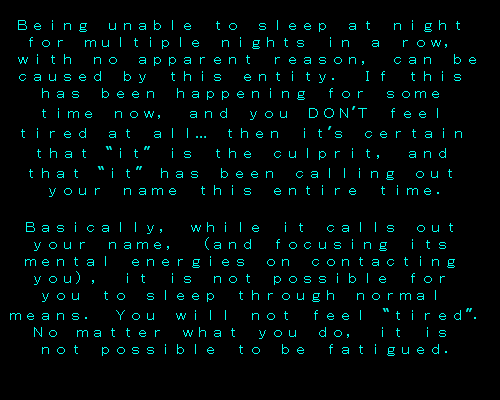 Being unable to sleep at night
for multiple nights in a row,
with no apparent reason, can be
caused by this entity. If this
has been happening for some
time now, and you DON'T feel
tired at all… then it's certain
that "it" is the culprit, and
that "it" has been calling out
your name this entire time.

Basically, while it calls out
your name, (and focusing its
mental energies on contacting
you), it is not possible for
you to sleep through normal
means. You will not feel "tired".
No matter what you do, it is
not possible to be fatigued.